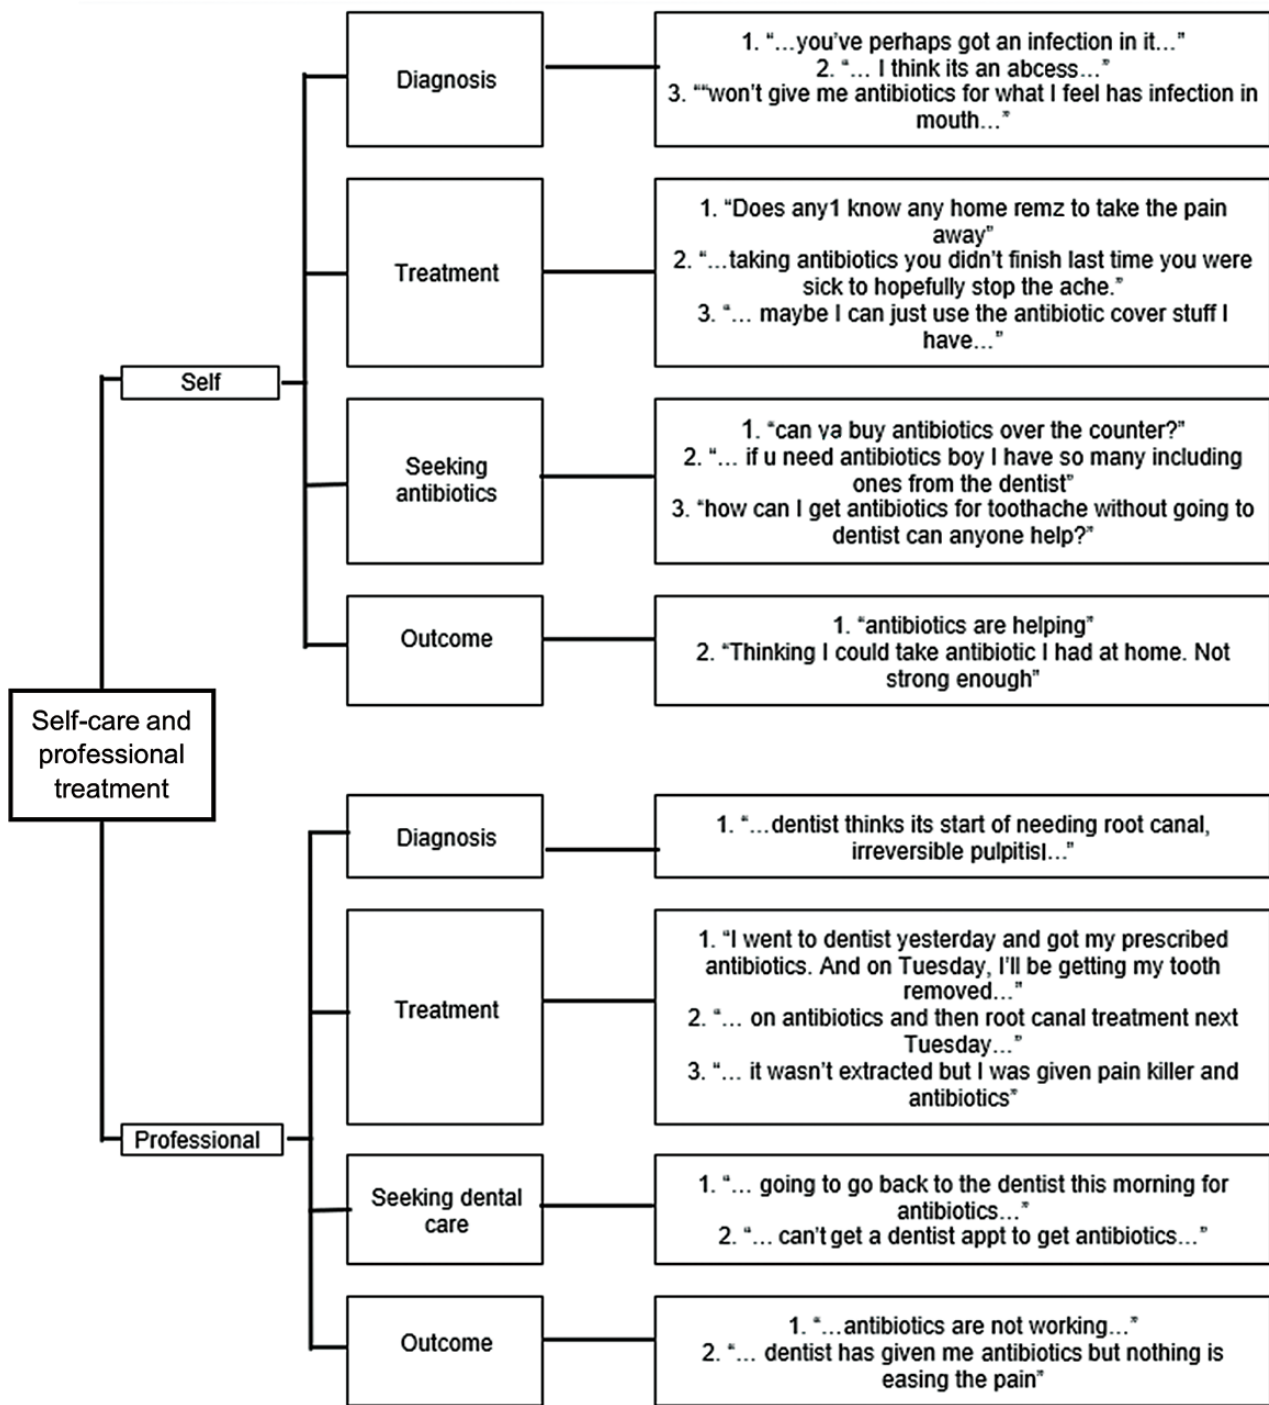 Self-care and
professional
treatment
Self
Diagnosis
1. “…you’ve perhaps got an infection in it…”
2. “… I think its an abcess…”
3. ““won’t give me antibiotics for what I feel has infection in
mouth…”
Treatment
1. “Does any1 know any home remz to take the pain
away”
2. “…taking antibiotics you didn’t finish last time you were
sick to hopefully stop the ache.”
3. “… maybe I can just use the antibiotic cover stuff I
have…”
Seeking
antibiotics
1. “can ya buy antibiotics over the counter?”
2. “… if u need antibiotics boy I have so many including
ones from the dentist”
3. “how can I get antibiotics for toothache without going to
dentist can anyone help?”
Outcome
1. “antibiotics are helping”
2. “Thinking I could take antibiotic I had at home. Not
strong enough”
Professional
Diagnosis
1. “…dentist thinks its start of needing root canal,
irreversible pulpitisl…”
Treatment
1. “I went to dentist yesterday and got my prescribed
antibiotics. And on Tuesday, I’ll be getting my tooth
removed…”
2. “… on antibiotics and then root canal treatment next
Tuesday…”
3. “… it wasn’t extracted but I was given pain killer and
antibiotics”
Seeking dental
care
1. “… going to go back to the dentist this morning for
antibiotics…”
2. “… can’t get a dentist appt to get antibiotics…”
Outcome
1. “…antibiotics are not working…”
2. “… dentist has given me antibiotics but nothing is
easing the pain”